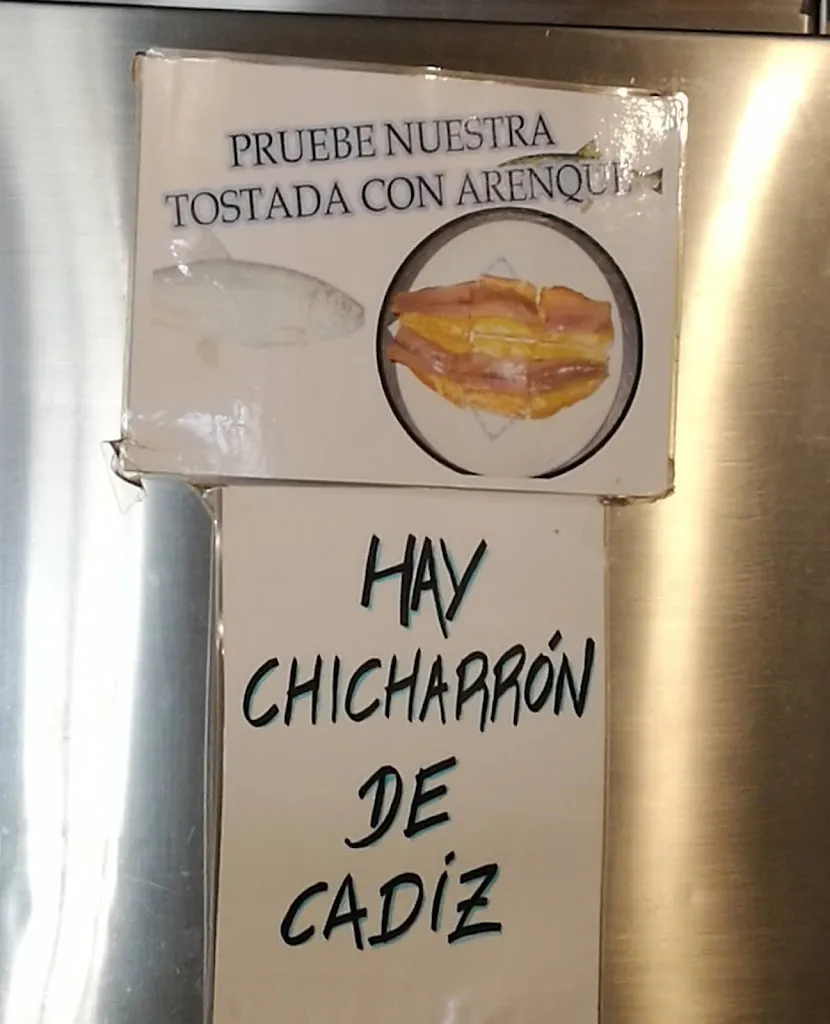 PRUEBE NUESTRA
TOSTADA CON ARENQUE
HAY
CHICHARRÓN
DE
CADIZ